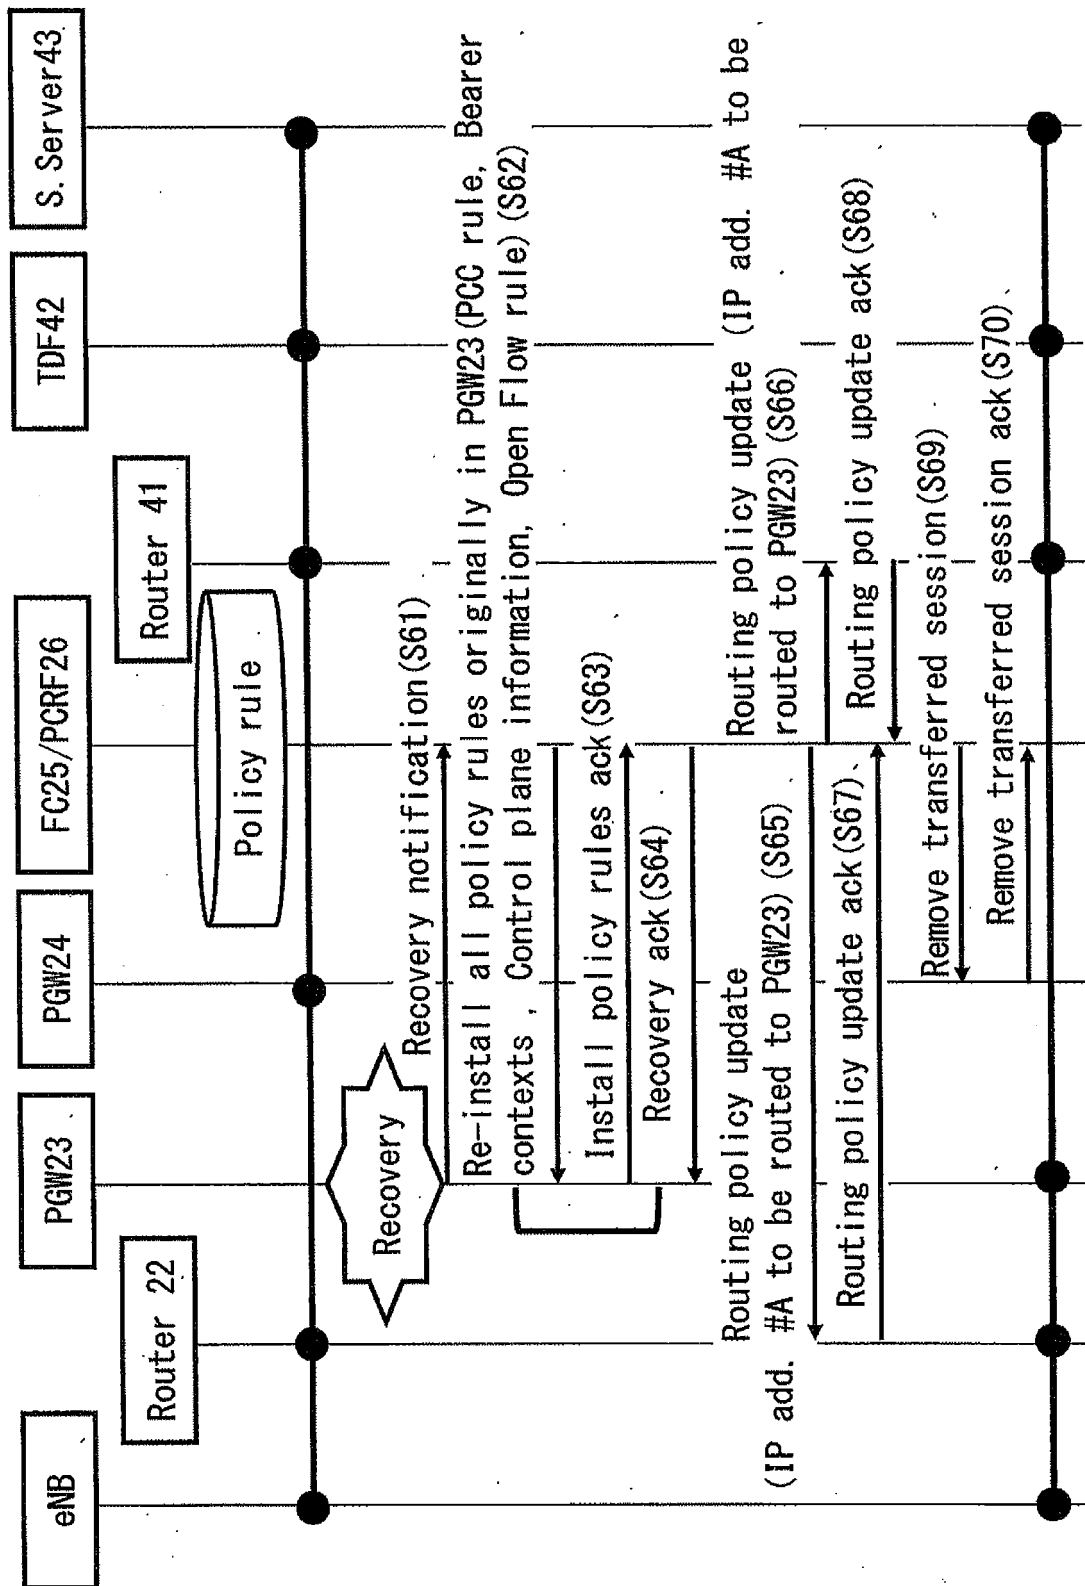 eNB
Router 22
PGW23
PGW24
FC25/PCRF26
Router 41
TDF42
S. Server43
Policy rule
Recovery
Recovery notification(S61)
Re-install all policy rules originally in PGW23(PCC rule, Bearer
contexts, Control plane information, Open Flow rule)(S62)
Install policy rules ack(S63)
Recovery ack(S64)
Routing policy update
(IP add. #A to be routed to PGW23)(S65)
Routing policy update (IP add. #A to be
routed to PGW23)(S66)
Routing policy update ack(S67)
Routing policy update ack(S68)
Remove transferred session(S69)
Remove transferred session ack(S70)